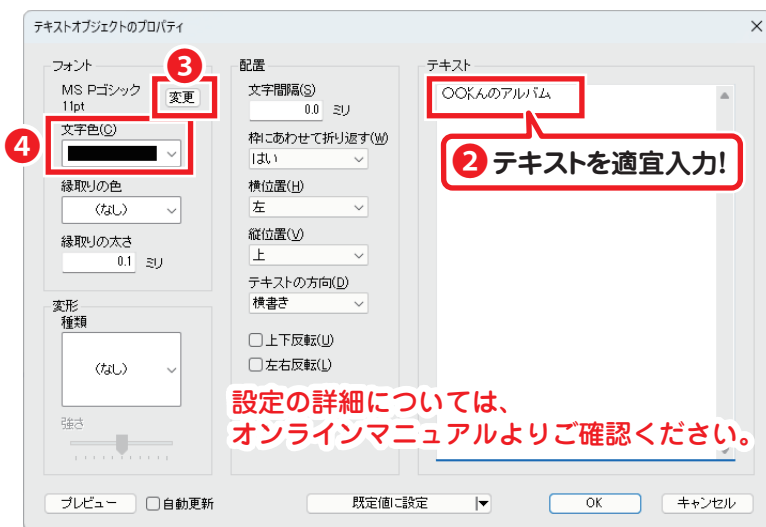 テキストオブジェクトのプロパティ
フォント
MS Pゴシック
11pt
3
変更
4
文字色(C)
縁取りの色
(なし)
縁取りの太さ
0.1 ミリ
変形
種類
(なし)
強さ
配置
文字間隔(S)
0.0 ミリ
枠にあわせて折り返す(W)
はい
横位置(H)
左
縦位置(V)
上
テキストの方向(D)
横書き
上下反転(U)
左右反転(L)
テキスト
〇〇くんのアルバム
2 テキストを適宜入力!
設定の詳細については、
オンラインマニュアルよりご確認ください。
プレビュー 自動更新 既定値に設定 OK キャンセル